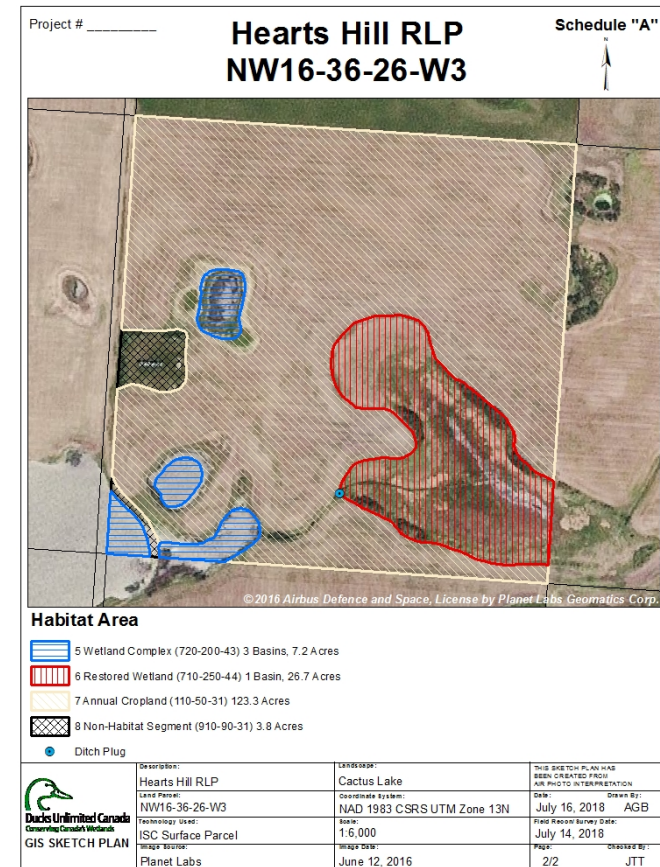 Project # _________
Hearts Hill RLP
NW16-36-26-W3
Schedule "A"
N
©2016 Airbus Defence and Space, License by Planet Labs Geomatics Corp.
Habitat Area
5 Wetland Complex (720-200-43) 3 Basins, 7.2 Acres
6 Restored Wetland (710-250-44) 1 Basin, 26.7 Acres
7 Annual Cropland (110-50-31) 123.3 Acres
8 Non-Habitat Segment (910-90-31) 3.8 Acres
Ditch Plug
Ducks Unlimited Canada
Conserving Canada's Wetlands
GIS SKETCH PLAN
Description:
Hearts Hill RLP
Land Parcel:
NW16-36-26-W3
Technology Used:
ISC Surface Parcel
Image Source:
Planet Labs
Landscape:
Cactus Lake
Coordinate System:
NAD 1983 CSRS UTM Zone 13N
Scale:
1:6,000
Image Date:
June 12, 2016
THIS SKETCH PLAN HAS
BEEN CREATED FROM
AIR PHOTO INTERPRETATION
Date: Drawn By:
July 16, 2018 AGB
Field Recon/Survey Date:
July 14, 2018
Page: Checked By:
2/2 JTT